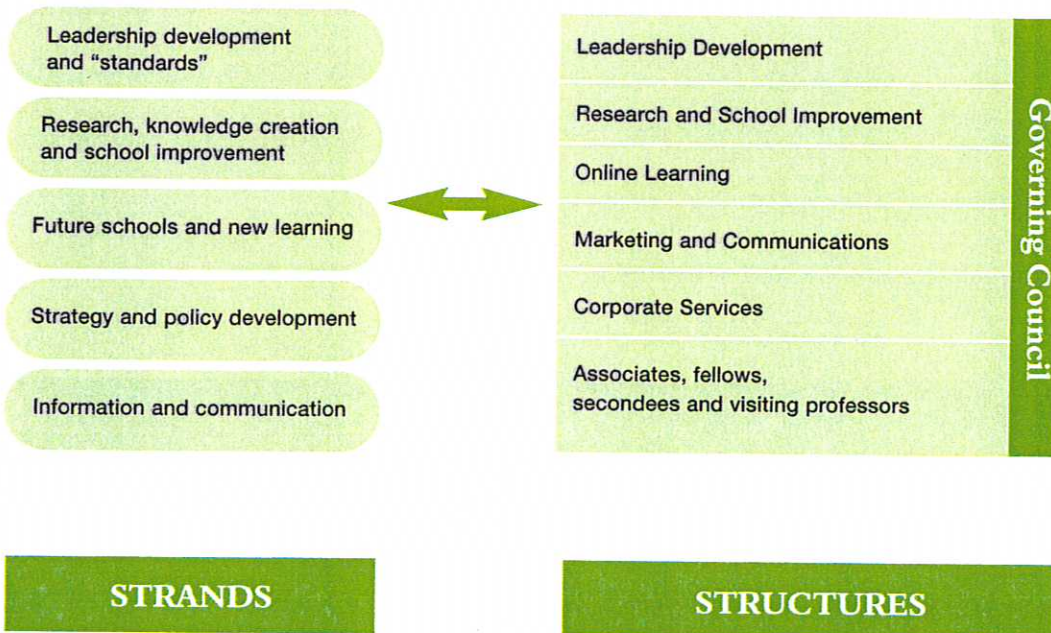 Leadership development
and “standards”
Research, knowledge creation
and school improvement
Future schools and new learning
Strategy and policy development
Information and communication
STRANDS
Leadership Development
Research and School Improvement
Online Learning
Marketing and Communications
Corporate Services
Associates, fellows,
secondees and visiting professors
Governing Council
STRUCTURES